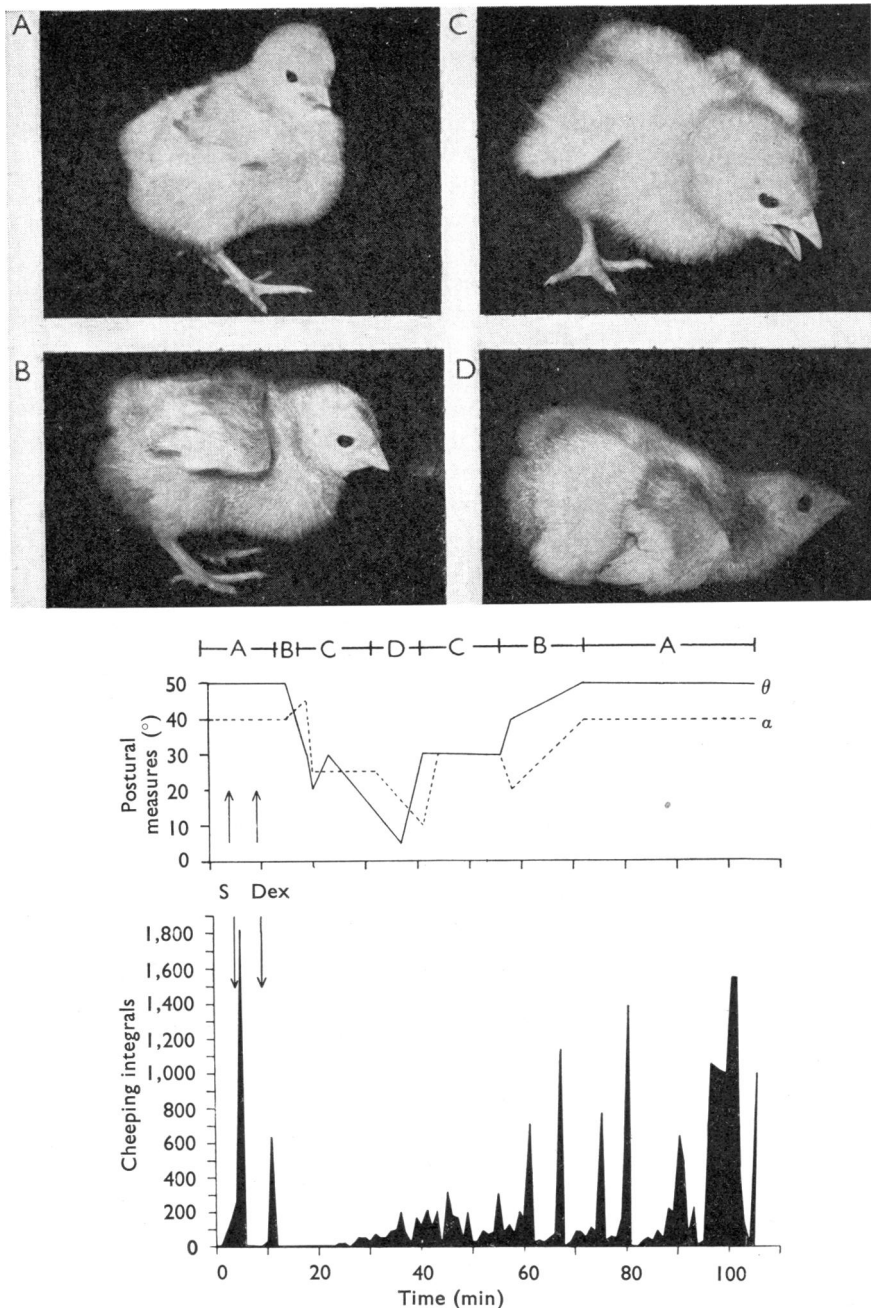 A
C
B
D
A B C D C B A
50
40
30
20
10
0
Postural measures (°)
θ
α
S Dex
1,800
1,600
1,400
1,200
1,000
800
600
400
200
0
Cheeping integrals
0 20 40 60 80 100
Time (min)